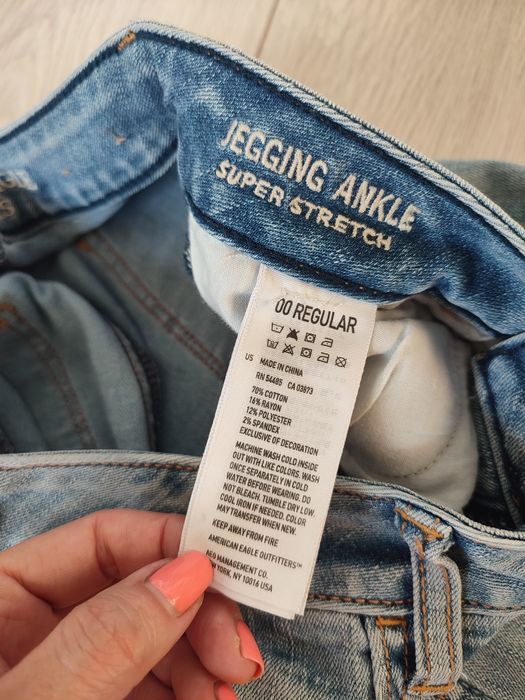 JEGGING ANKLE
SUPER STRETCH
00 REGULAR
US MADE IN CHINA
RN 54485 CA 03873
70% COTTON
16% RAYON
12% POLYESTER
2% SPANDEX
EXCLUSIVE OF DECORATION
MACHINE WASH COLD INSIDE
OUT WITH LIKE COLORS. WASH
ONCE SEPARATELY IN COLD
WATER BEFORE WEARING. DO
NOT BLEACH. TUMBLE DRY LOW.
COOL IRON IF NEEDED. COLOR
MAY TRANSFER WHEN NEW.
KEEP AWAY FROM FIRE
AMERICAN EAGLE OUTFITTERS™
AEO MANAGEMENT CO.
YORK, NY 10016 USA